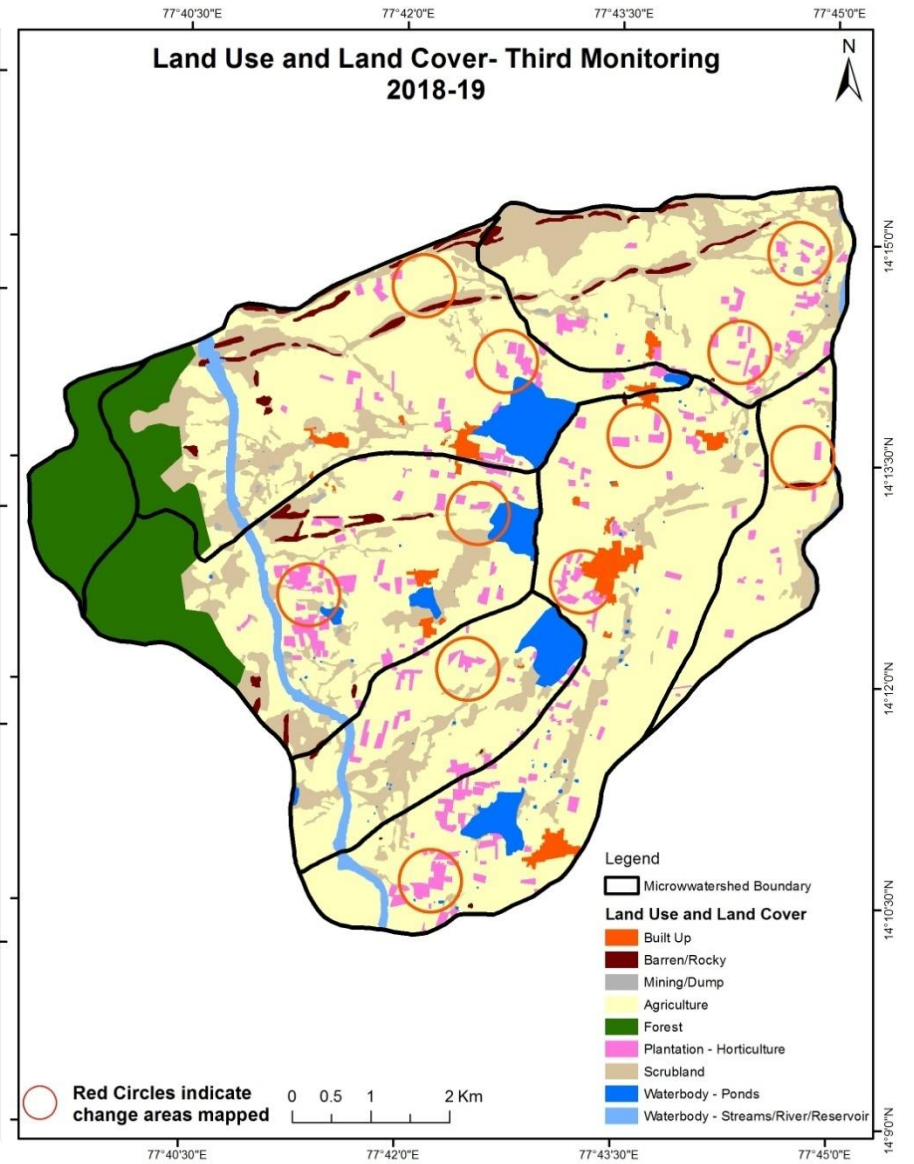 77°40'30"E 77°42'0"E 77°43'30"E 77°45'0"E
Land Use and Land Cover- Third Monitoring
2018-19
N
14°15'0"N
14°13'30"N
14°12'0"N
14°10'30"N
14°9'0"N
Legend
Microwwatershed Boundary
Land Use and Land Cover
Built Up
Barren/Rocky
Mining/Dump
Agriculture
Forest
Plantation - Horticulture
Scrubland
Waterbody - Ponds
Waterbody - Streams/River/Reservoir
Red Circles indicate
change areas mapped
0 0.5 1 2 Km
77°40'30"E 77°42'0"E 77°43'30"E 77°45'0"E